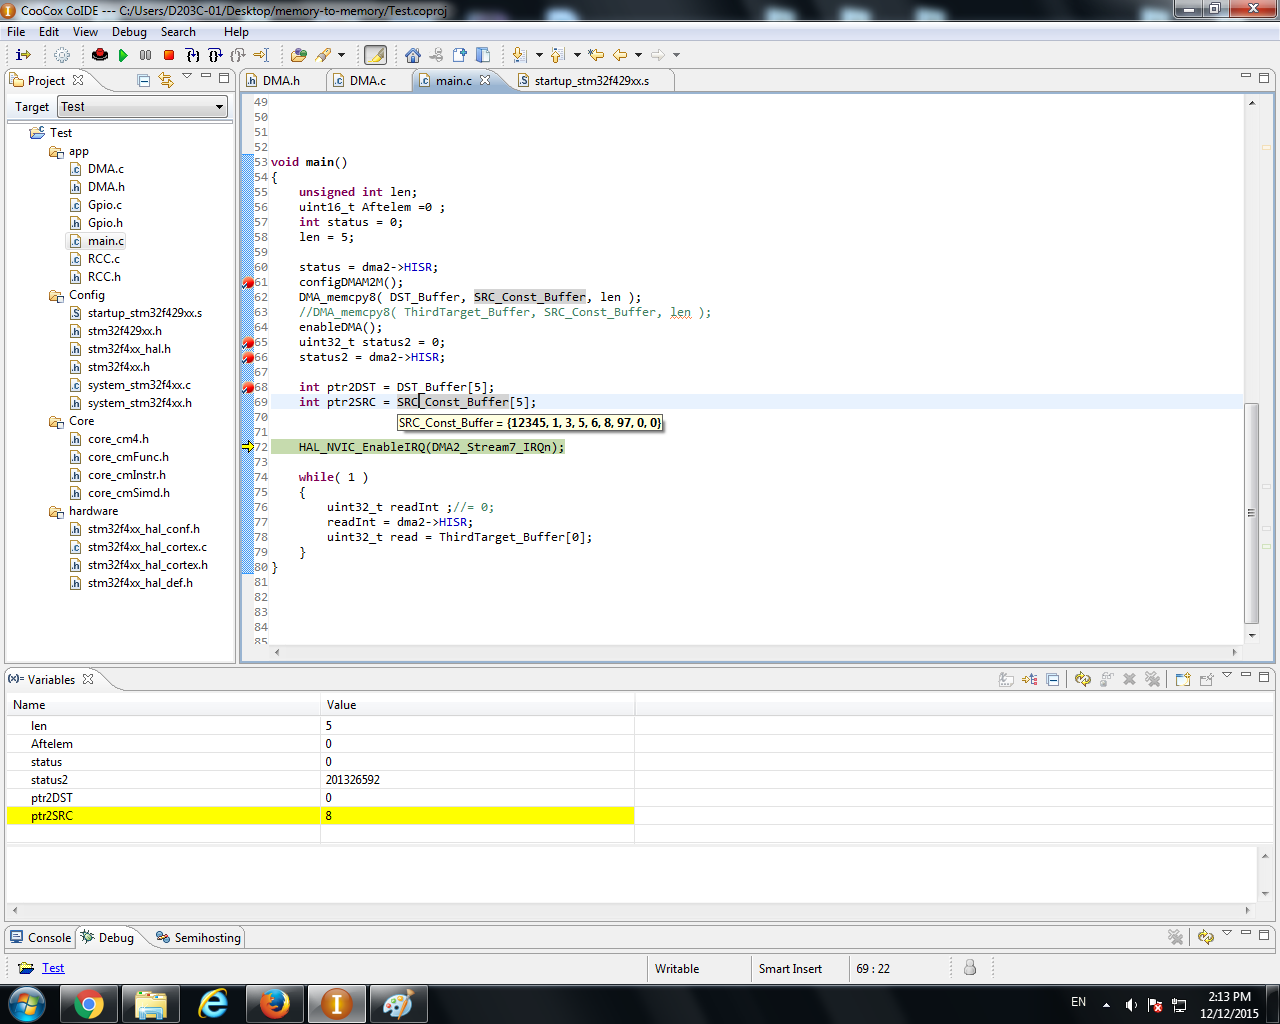 CooCox CoIDE --- C:/Users/D203C-01/Desktop/memory-to-memory/Test.coproj
File Edit View Debug Search Help
Project
Target Test
Test
app
DMA.c
DMA.h
Gpio.c
Gpio.h
main.c
RCC.c
RCC.h
Config
startup_stm32f429xx.s
stm32f429xx.h
stm32f4xx_hal.h
stm32f4xx.h
system_stm32f4xx.c
system_stm32f4xx.h
Core
core_cm4.h
core_cmFunc.h
core_cmInstr.h
core_cmSimd.h
hardware
stm32f4xx_hal_conf.h
stm32f4xx_hal_cortex.c
stm32f4xx_hal_cortex.h
stm32f4xx_hal_def.h
DMA.h DMA.c main.c startup_stm32f429xx.s
49
50
51
52
53 void main()
54 {
55 unsigned int len;
56 uint16_t Aftelem =0 ;
57 int status = 0;
58 len = 5;
59
60 status = dma2->HISR;
61 configDMAM2M();
62 DMA_memcpy8( DST_Buffer, SRC_Const_Buffer, len );
63 //DMA_memcpy8( ThirdTarget_Buffer, SRC_Const_Buffer, len );
64 enableDMA();
65 uint32_t status2 = 0;
66 status2 = dma2->HISR;
67
68 int ptr2DST = DST_Buffer[5];
69 int ptr2SRC = SRC_Const_Buffer[5];
70 SRC_Const_Buffer = {12345, 1, 3, 5, 6, 8, 97, 0, 0}
71
72 HAL_NVIC_EnableIRQ(DMA2_Stream7_IRQn);
73
74 while( 1 )
75 {
76 uint32_t readInt ;//= 0;
77 readInt = dma2->HISR;
78 uint32_t read = ThirdTarget_Buffer[0];
79 }
80 }
81
82
83
84
85
(x)= Variables
Name Value
len 5
Aftelem 0
status 0
status2 201326592
ptr2DST 0
ptr2SRC 8
Console Debug Semihosting
Test Writable Smart Insert 69 : 22
EN 2:13 PM
12/12/2015